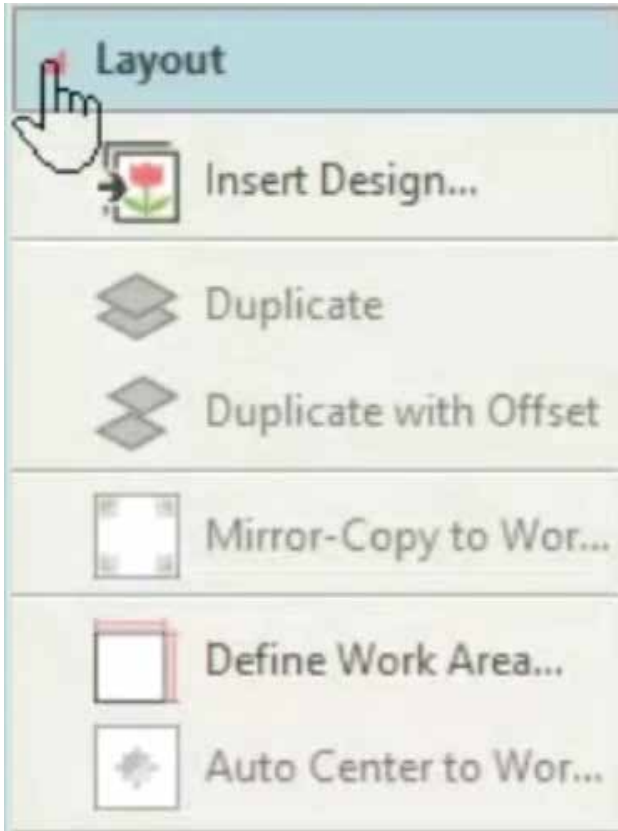 Layout
Insert Design...
Duplicate
Duplicate with Offset
Mirror-Copy to Wor...
Define Work Area...
Auto Center to Wor...